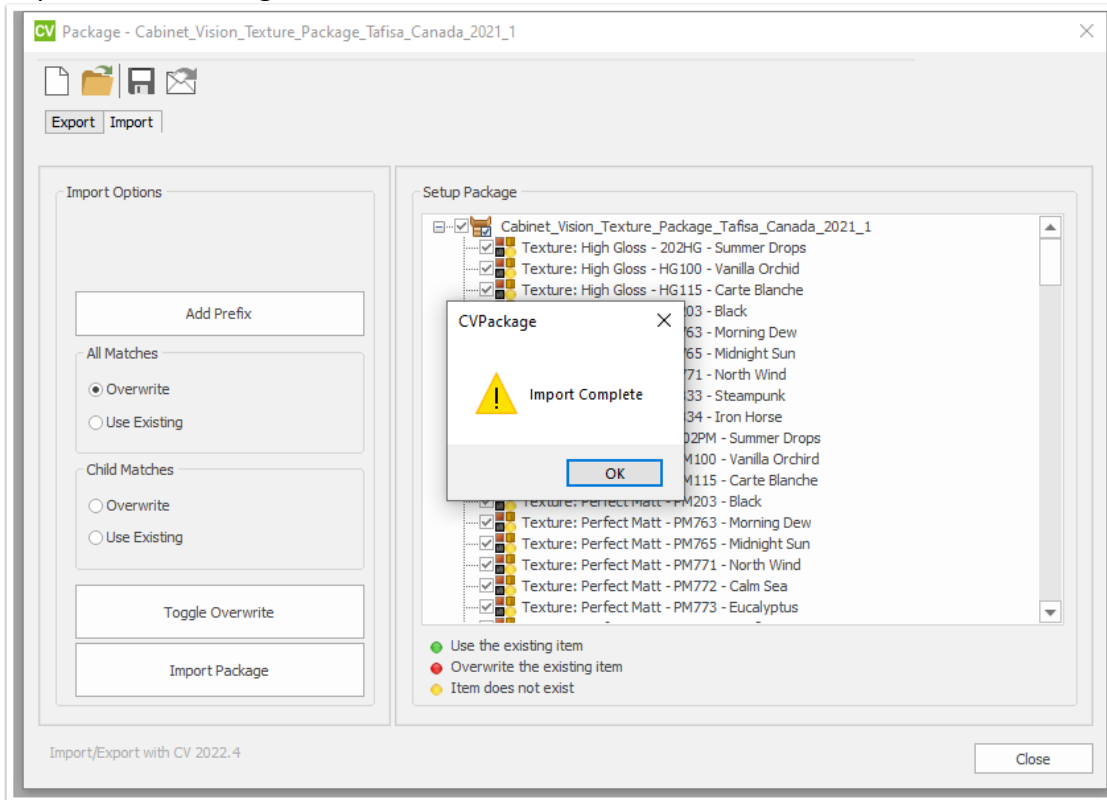 CV Package - Cabinet_Vision_Texture_Package_Tafisa_Canada_2021_1
Export Import
Import Options
Add Prefix
All Matches
Overwrite
Use Existing
Child Matches
Overwrite
Use Existing
Toggle Overwrite
Import Package
Setup Package
Cabinet_Vision_Texture_Package_Tafisa_Canada_2021_1
Texture: High Gloss - 202HG - Summer Drops
Texture: High Gloss - HG100 - Vanilla Orchid
Texture: High Gloss - HG115 - Carte Blanche
03 - Black
63 - Morning Dew
65 - Midnight Sun
71 - North Wind
33 - Steampunk
34 - Iron Horse
02PM - Summer Drops
M100 - Vanilla Orchird
M115 - Carte Blanche
Texture: Perfect Matt - PM203 - Black
Texture: Perfect Matt - PM763 - Morning Dew
Texture: Perfect Matt - PM765 - Midnight Sun
Texture: Perfect Matt - PM771 - North Wind
Texture: Perfect Matt - PM772 - Calm Sea
Texture: Perfect Matt - PM773 - Eucalyptus
CVPackage
Import Complete
OK
Use the existing item
Overwrite the existing item
Item does not exist
Import/Export with CV 2022.4
Close